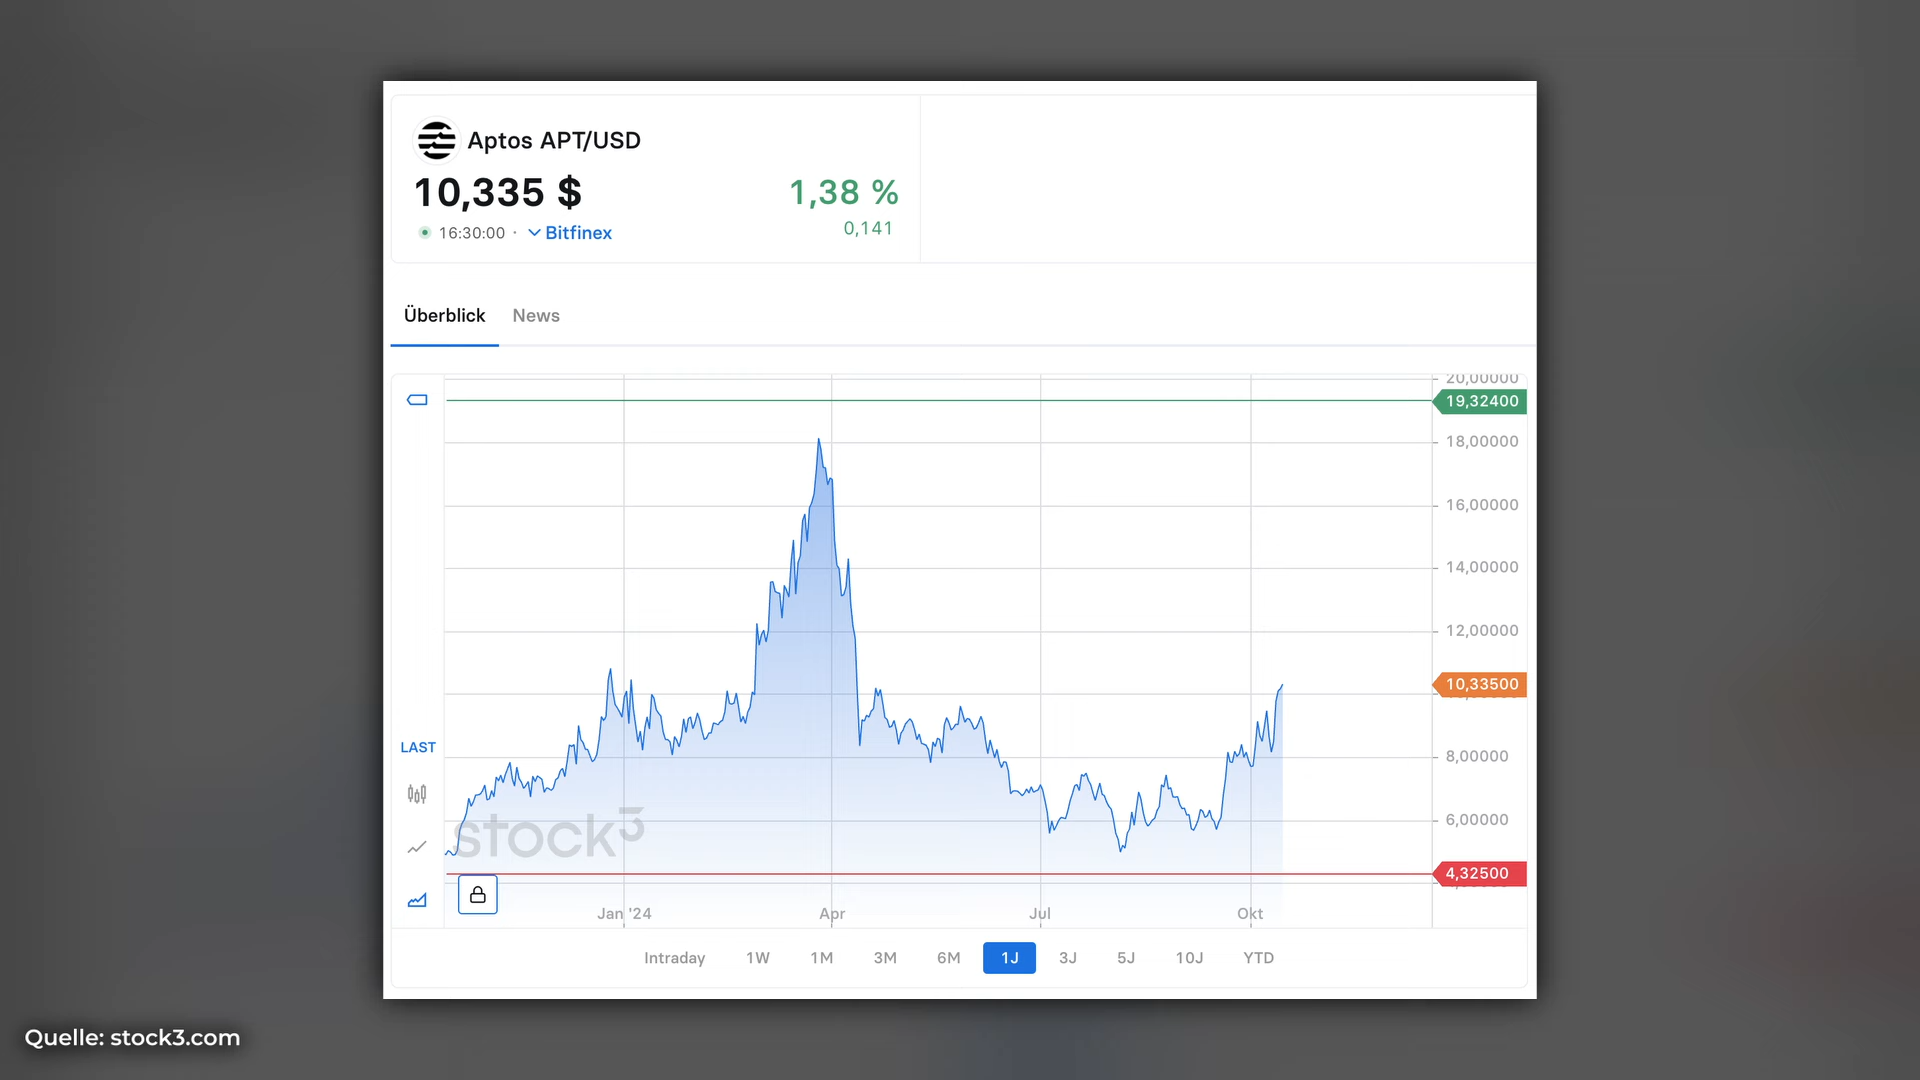 Aptos APT/USD
10,335 $
1,38 %
16:30:00 · Bitfinex
0,141
Überblick
News
20,00000
19,32400
18,00000
16,00000
14,00000
12,00000
10,33500
LAST
8,00000
stock3
6,00000
4,32500
Jan '24
Apr
Jul
Okt
Intraday
1W
1M
3M
6M
1J
3J
5J
10J
YTD
Quelle: stock3.com